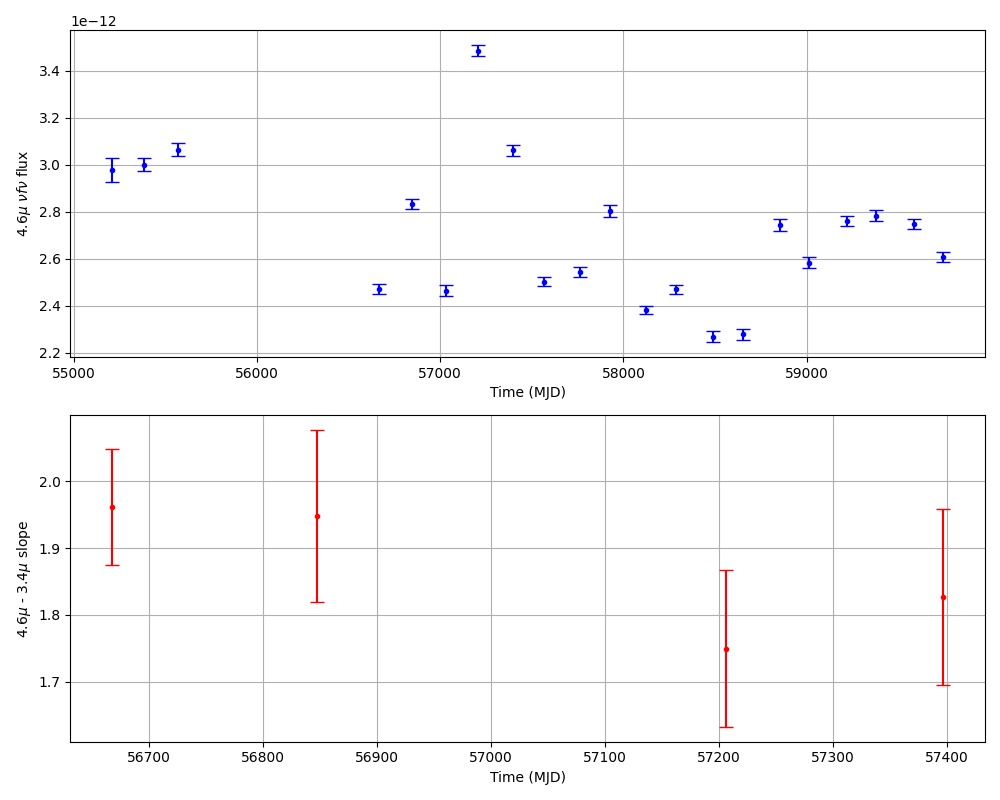 1e−12
3.4
3.2
3.0
2.8
2.6
2.4
2.2
4.6μ νfν flux
55000 56000 57000 58000 59000
Time (MJD)
2.0
1.9
1.8
1.7
4.6μ - 3.4μ slope
56700 56800 56900 57000 57100 57200 57300 57400
Time (MJD)